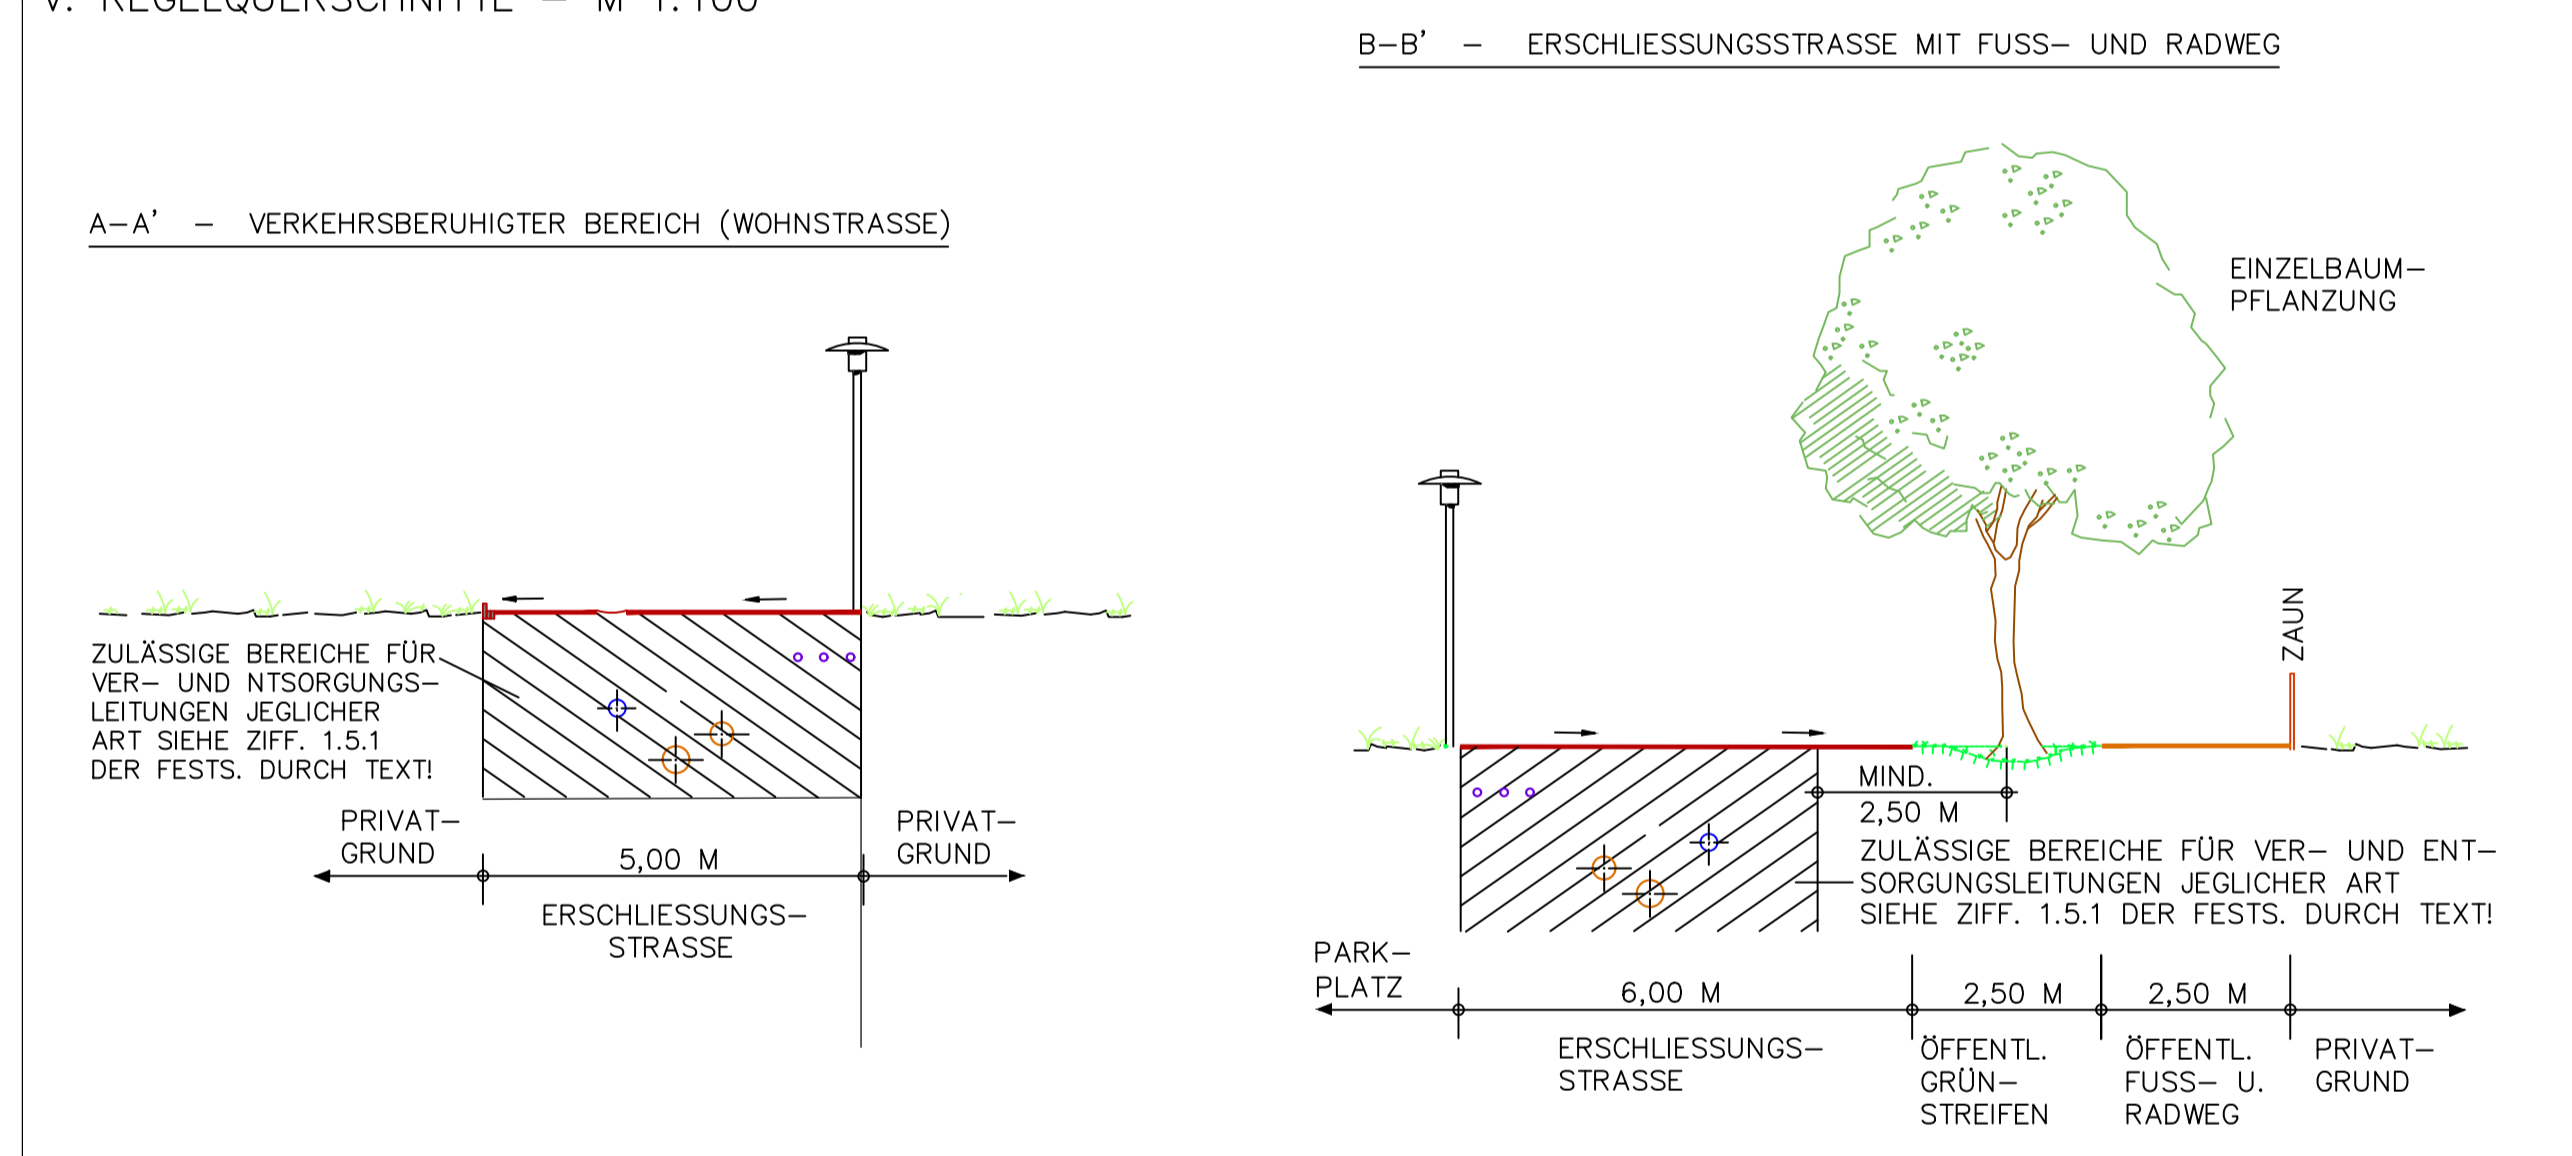 V. REGELQUERSCHNITTE – M 1:100
A–A' – VERKEHRSBERUHIGTER BEREICH (WOHNSTRASSE)
ZULÄSSIGE BEREICHE FÜR
VER– UND NTSORGUNGS–
LEITUNGEN JEGLICHER
ART SIEHE ZIFF. 1.5.1
DER FESTS. DURCH TEXT!
PRIVAT–
GRUND
5,00 M
PRIVAT–
GRUND
ERSCHLIESSUNGS–
STRASSE
B–B' – ERSCHLIESSUNGSSTRASSE MIT FUSS– UND RADWEG
EINZELBAUM–
PFLANZUNG
ZAUN
MIND.
2,50 M
ZULÄSSIGE BEREICHE FÜR VER– UND ENT–
SORGUNGSLEITUNGEN JEGLICHER ART
SIEHE ZIFF. 1.5.1 DER FESTS. DURCH TEXT!
PARK–
PLATZ
6,00 M
2,50 M
2,50 M
ERSCHLIESSUNGS–
STRASSE
ÖFFENTL.
GRÜN–
STREIFEN
ÖFFENTL.
FUSS– U.
RADWEG
PRIVAT–
GRUND